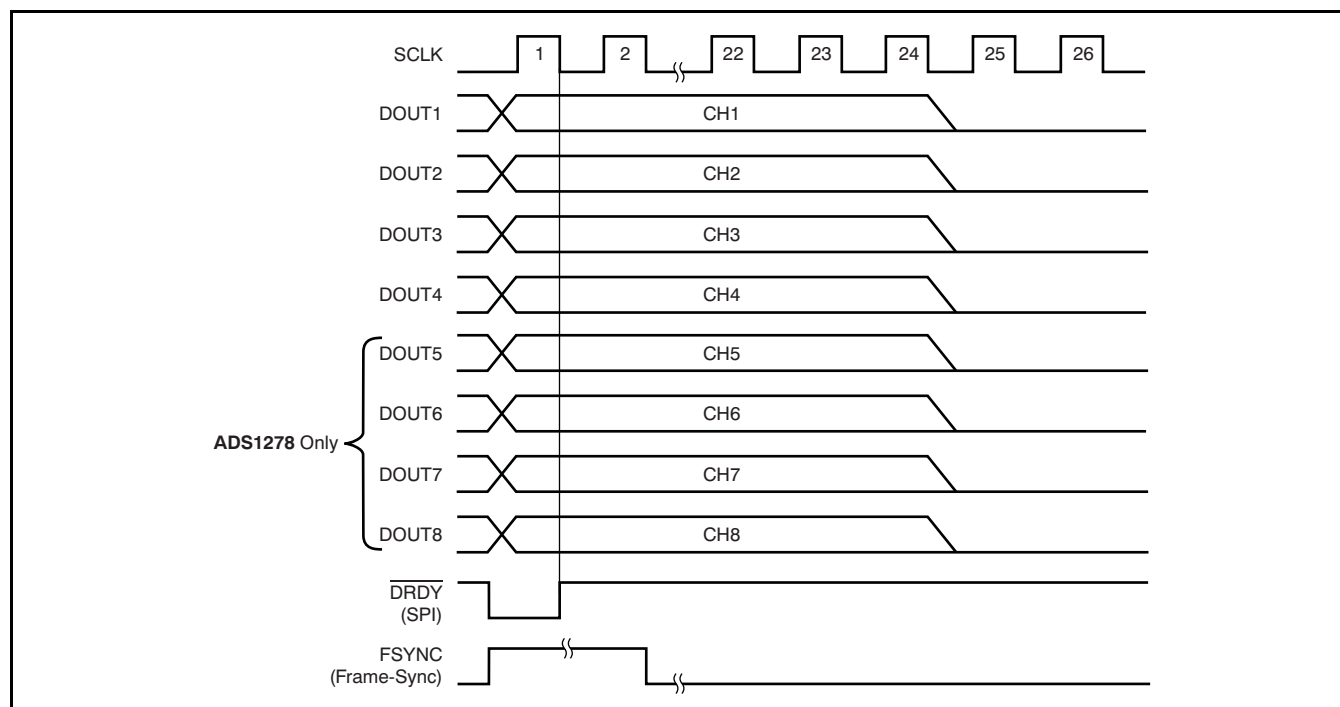 SCLK 1 2 22 23 24 25 26
DOUT1 CH1
DOUT2 CH2
DOUT3 CH3
DOUT4 CH4
DOUT5 CH5
DOUT6 CH6
ADS1278 Only
DOUT7 CH7
DOUT8 CH8
DRDY
(SPI)
FSYNC
(Frame-Sync)